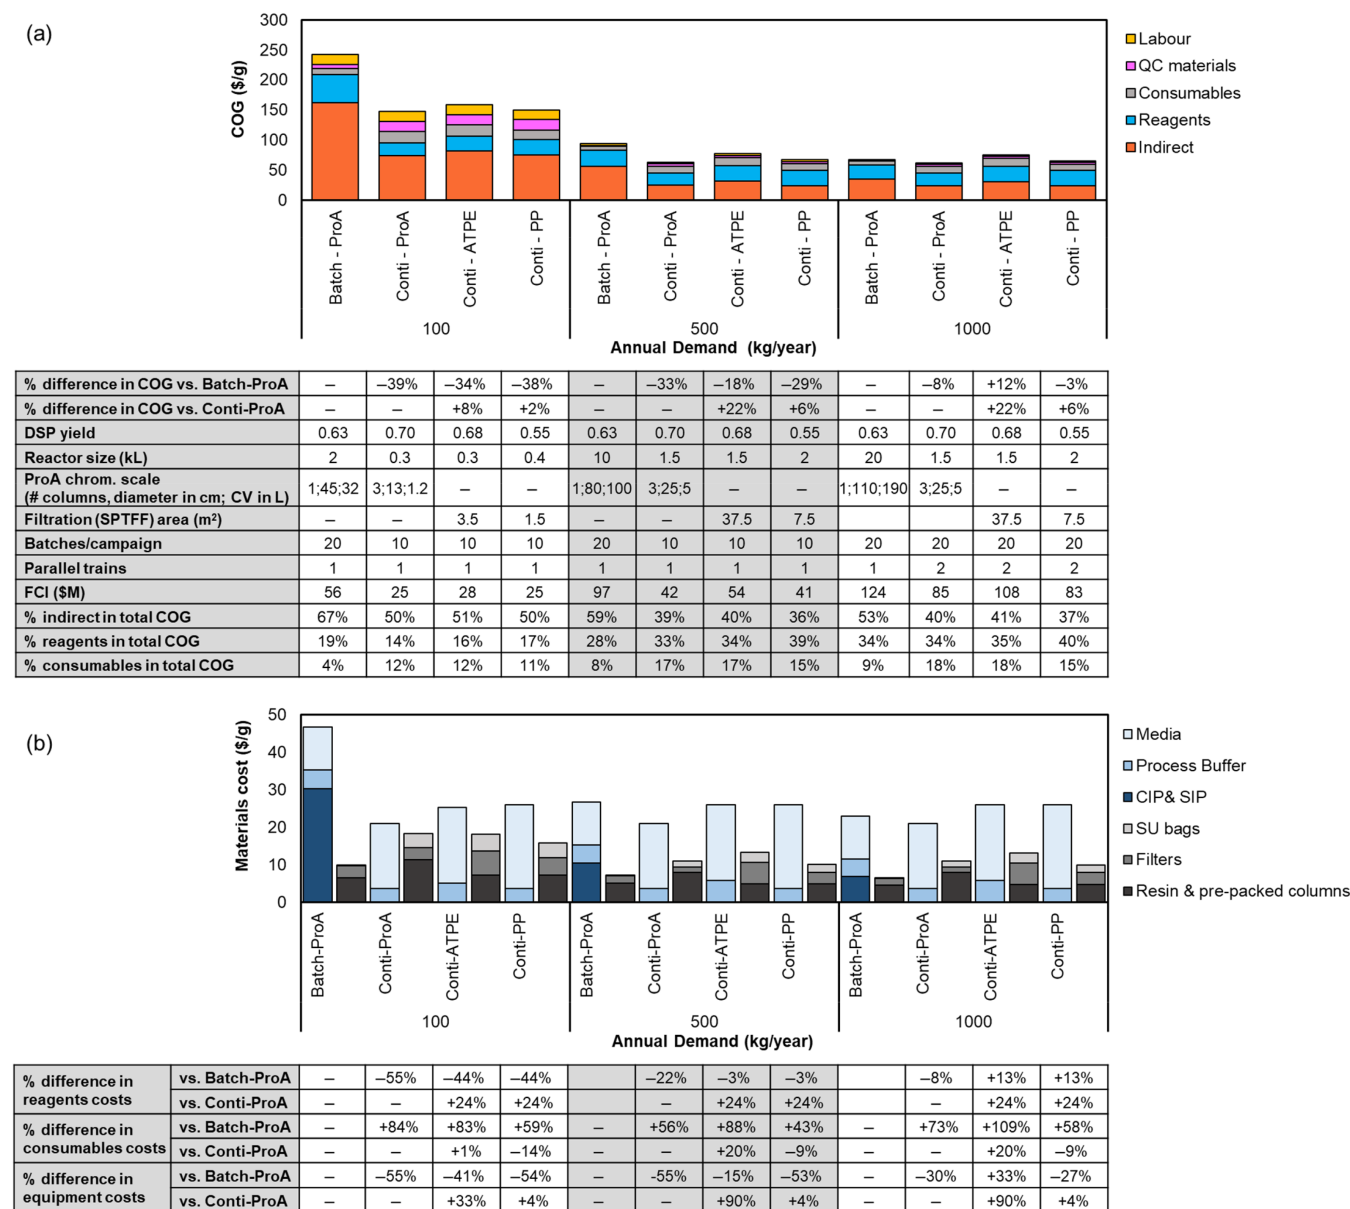 (a)
COG ($/g)
300
250
200
150
100
50
0
Labour
QC materials
Consumables
Reagents
Indirect
Batch - ProA
Conti - ProA
Conti - ATPE
Conti - PP
Batch - ProA
Conti - ProA
Conti - ATPE
Conti - PP
Batch - ProA
Conti - ProA
Conti - ATPE
Conti - PP
100 500 1000
Annual Demand (kg/year)
% difference in COG vs. Batch-ProA – –39% –34% –38% – –33% –18% –29% – –8% +12% –3%
% difference in COG vs. Conti-ProA – – +8% +2% – – +22% +6% – – +22% +6%
DSP yield 0.63 0.70 0.68 0.55 0.63 0.70 0.68 0.55 0.63 0.70 0.68 0.55
Reactor size (kL) 2 0.3 0.3 0.4 10 1.5 1.5 2 20 1.5 1.5 2
ProA chrom. scale
(# columns, diameter in cm; CV in L) 1;45;32 3;13;1.2 – – 1;80;100 3;25;5 – – 1;110;190 3;25;5 – –
Filtration (SPTFF) area (m²) – – 3.5 1.5 – – 37.5 7.5 37.5 7.5
Batches/campaign 20 10 10 10 20 10 10 10 20 20 20 20
Parallel trains 1 1 1 1 1 1 1 1 1 2 2 2
FCI ($M) 56 25 28 25 97 42 54 41 124 85 108 83
% indirect in total COG 67% 50% 51% 50% 59% 39% 40% 36% 53% 40% 41% 37%
% reagents in total COG 19% 14% 16% 17% 28% 33% 34% 39% 34% 34% 35% 40%
% consumables in total COG 4% 12% 12% 11% 8% 17% 17% 15% 9% 18% 18% 15%
(b)
Materials cost ($/g)
50
40
30
20
10
0
Media
Process Buffer
CIP& SIP
SU bags
Filters
Resin & pre-packed columns
Batch-ProA
Conti-ProA
Conti-ATPE
Conti-PP
Batch-ProA
Conti-ProA
Conti-ATPE
Conti-PP
Batch-ProA
Conti-ProA
Conti-ATPE
Conti-PP
100 500 1000
Annual Demand (kg/year)
% difference in
reagents costs
vs. Batch-ProA – –55% –44% –44% –22% –3% –3% –8% +13% +13%
vs. Conti-ProA – – +24% +24% – +24% +24% – +24% +24%
% difference in
consumables costs
vs. Batch-ProA – +84% +83% +59% – +56% +88% +43% – +73% +109% +58%
vs. Conti-ProA – – +1% –14% – – +20% –9% – – +20% –9%
% difference in
equipment costs
vs. Batch-ProA – –55% –41% –54% – -55% –15% –53% – –30% +33% –27%
vs. Conti-ProA – – +33% +4% – – +90% +4% – – +90% +4%